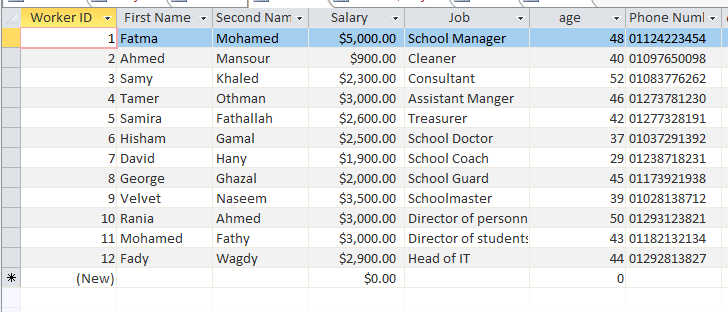 Worker ID First Name Second Nam Salary Job age Phone Numl
1 Fatma Mohamed $5,000.00 School Manager 48 01124223454
2 Ahmed Mansour $900.00 Cleaner 40 01097650098
3 Samy Khaled $2,300.00 Consultant 52 01083776262
4 Tamer Othman $3,000.00 Assistant Manger 46 01273781230
5 Samira Fathallah $2,600.00 Treasurer 42 01277328191
6 Hisham Gamal $2,500.00 School Doctor 37 01037291392
7 David Hany $1,900.00 School Coach 29 01238718231
8 George Ghazal $2,000.00 School Guard 45 01173921938
9 Velvet Naseem $3,500.00 Schoolmaster 39 01028138712
10 Rania Ahmed $3,000.00 Director of personn 50 01293123821
11 Mohamed Fathy $3,000.00 Director of students 43 01182132134
12 Fady Wagdy $2,900.00 Head of IT 44 01292813827
(New) $0.00 0